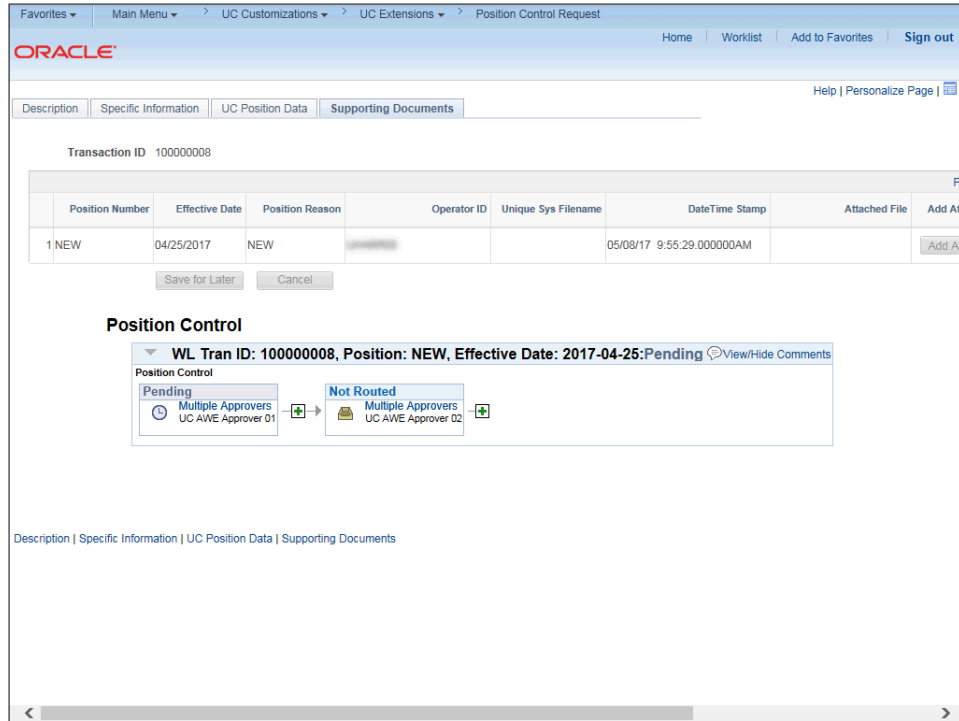 Favorites Main Menu > UC Customizations > UC Extensions > Position Control Request
Home Worklist Add to Favorites Sign out
ORACLE
Help | Personalize Page |
Description Specific Information UC Position Data Supporting Documents
Transaction ID 100000008
Position Number Effective Date Position Reason Operator ID Unique Sys Filename DateTime Stamp Attached File Add
1 NEW 04/25/2017 NEW 05/08/17 9:55:29.000000AM Add
Save for Later Cancel
Position Control
WL Tran ID: 100000008, Position: NEW, Effective Date: 2017-04-25:Pending View/Hide Comments
Position Control
Pending Not Routed
Multiple Approvers Multiple Approvers
UC AWE Approver 01 UC AWE Approver 02
Description | Specific Information | UC Position Data | Supporting Documents